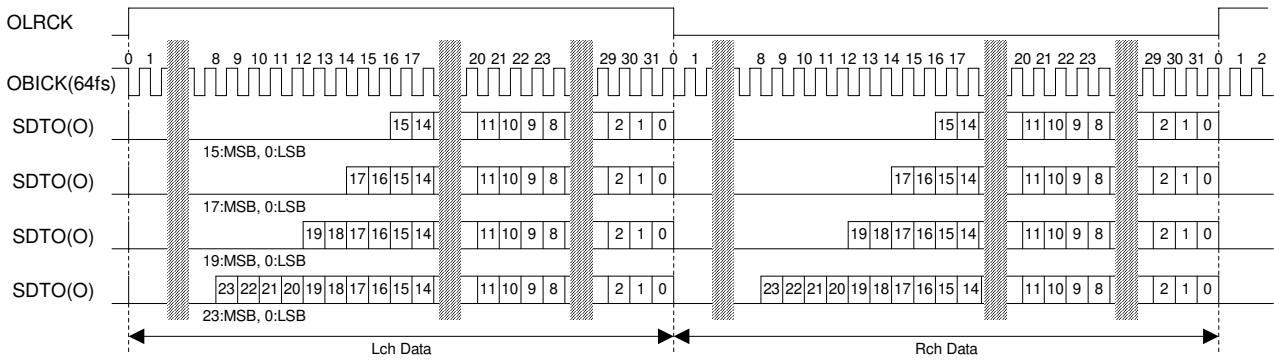 OLRCK
0 1 8 9 10 11 12 13 14 15 16 17 20 21 22 23 29 30 31 0 1 8 9 10 11 12 13 14 15 16 17 20 21 22 23 29 30 31 0 1 2
OBICK(64fs)
SDTO(O) 15 14 11 10 9 8 2 1 0 15 14 11 10 9 8 2 1 0
15:MSB, 0:LSB
SDTO(O) 17 16 15 14 11 10 9 8 2 1 0 17 16 15 14 11 10 9 8 2 1 0
17:MSB, 0:LSB
SDTO(O) 19 18 17 16 15 14 11 10 9 8 2 1 0 19 18 17 16 15 14 11 10 9 8 2 1 0
19:MSB, 0:LSB
SDTO(O) 23 22 21 20 19 18 17 16 15 14 11 10 9 8 2 1 0 23 22 21 20 19 18 17 16 15 14 11 10 9 8 2 1 0
23:MSB, 0:LSB
Lch Data Rch Data